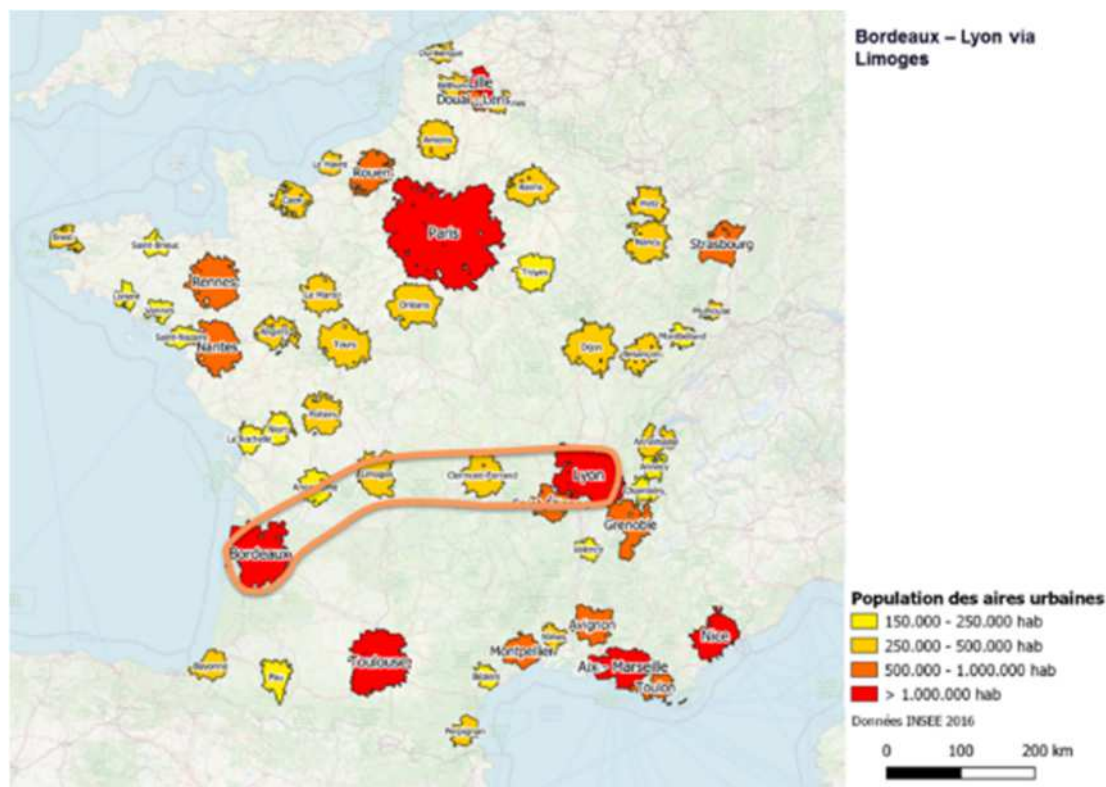 Bordeaux – Lyon via
Limoges
Dunkerque
Lille
Douai - Lens
Amiens
Le Havre
Rouen
Caen
Reims
Metz
Paris
Nancy
Strasbourg
Brest
Saint-Brieuc
Troyes
Rennes
Lorient
Le Mans
Orléans
Vannes
Mulhouse
Saint-Nazaire
Nantes
Angers
Tours
Dijon
Besançon
Montbéliard
Poitiers
La Rochelle
Niort
Annemasse
Annecy
Limoges
Clermont-Ferrand
Lyon
Chambéry
Grenoble
Bordeaux
Valence
Avignon
Nîmes
Nice
Montpellier
Toulouse
Aix - Marseille
Toulon
Bayonne
Pau
Béziers
Perpignan
Population des aires urbaines
150.000 - 250.000 hab
250.000 - 500.000 hab
500.000 - 1.000.000 hab
> 1.000.000 hab
Données INSEE 2016
0 100 200 km